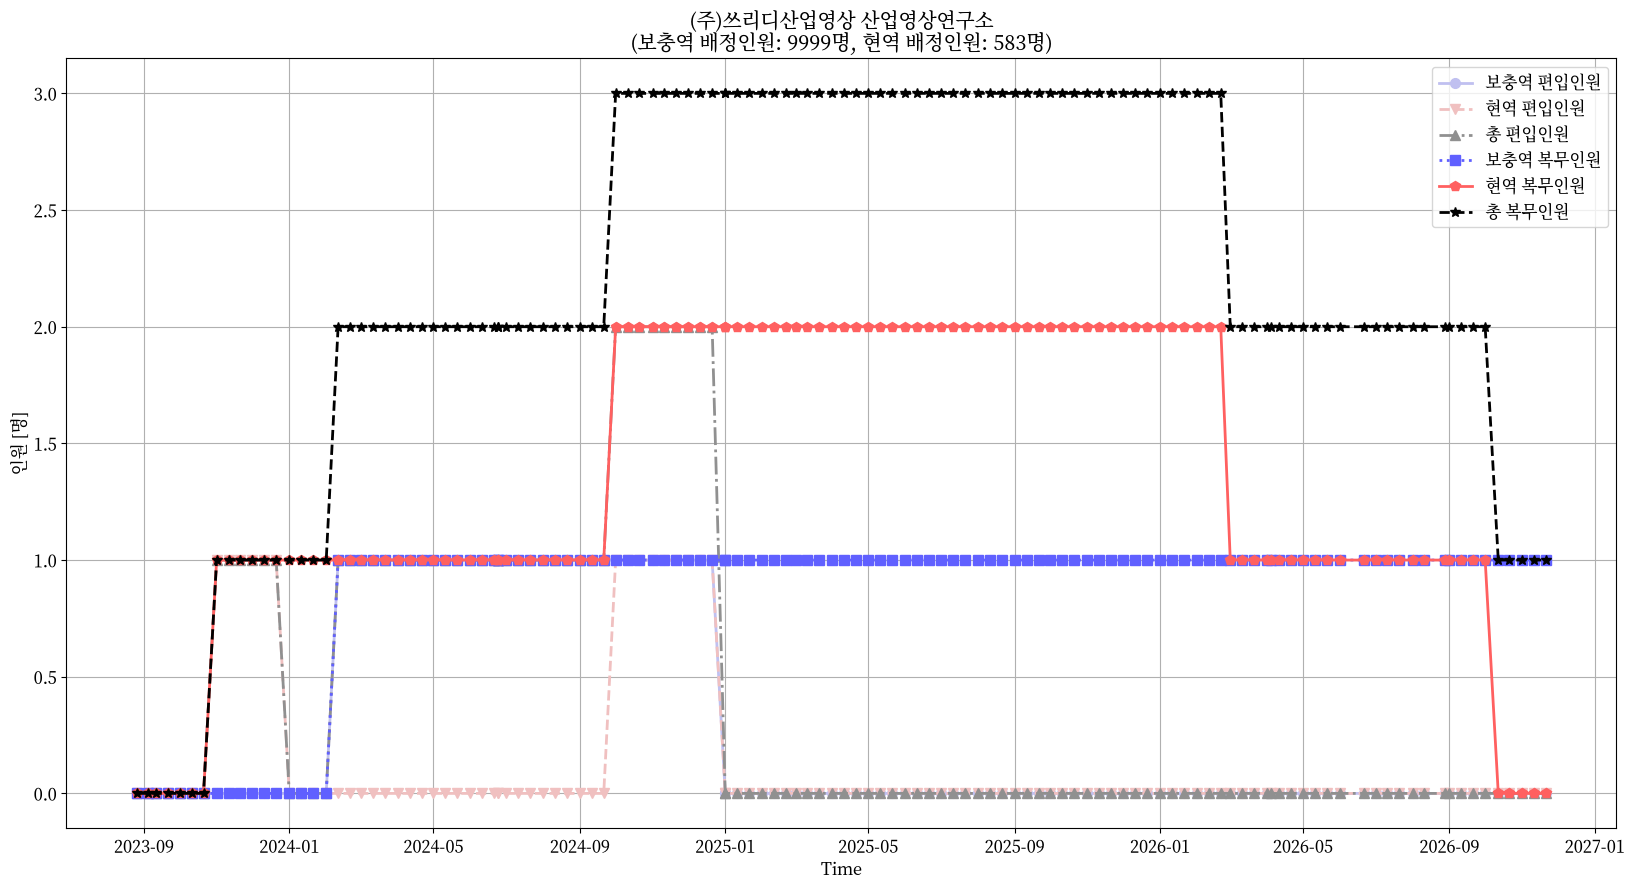 (주)쓰리디산업영상 산업영상연구소
(보충역 배정인원: 9999명, 현역 배정인원: 583명)
보충역 편입인원
현역 편입인원
총 편입인원
보충역 복무인원
현역 복무인원
총 복무인원
인원 [명]
3.0
2.5
2.0
1.5
1.0
0.5
0.0
2023-09 2024-01 2024-05 2024-09 2025-01 2025-05 2025-09 2026-01 2026-05 2026-09 2027-01
Time